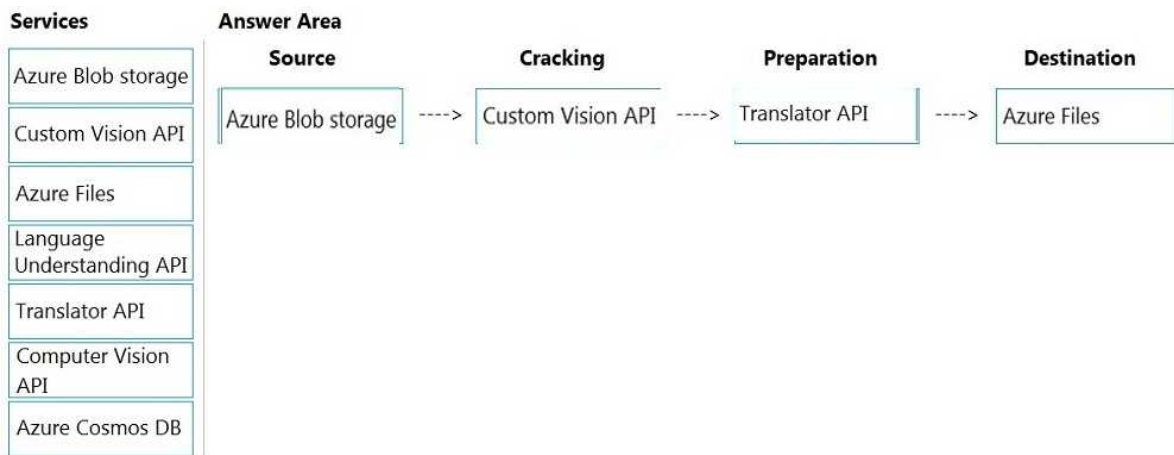 Services
Azure Blob storage
Custom Vision API
Azure Files
Language
Understanding API
Translator API
Computer Vision
API
Azure Cosmos DB
Answer Area
Source
Cracking
Preparation
Destination
Azure Blob storage
---->
Custom Vision API
---->
Translator API
---->
Azure Files